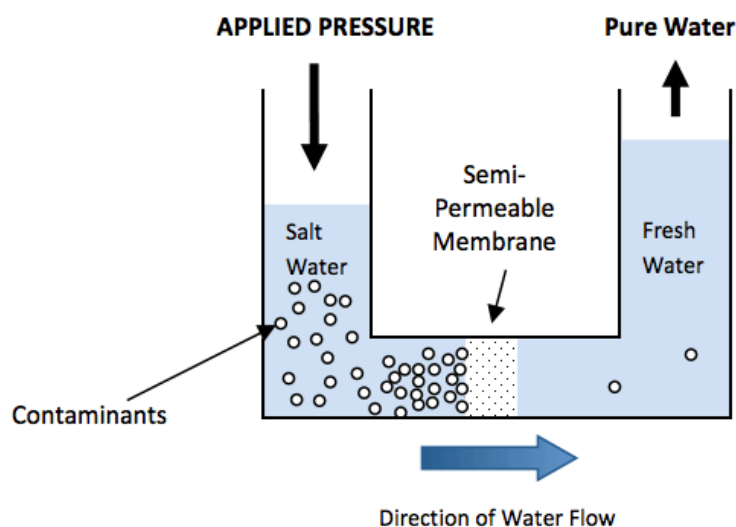 APPLIED PRESSURE
Pure Water
Semi-
Permeable
Membrane
Salt
Water
Fresh
Water
Contaminants
Direction of Water Flow